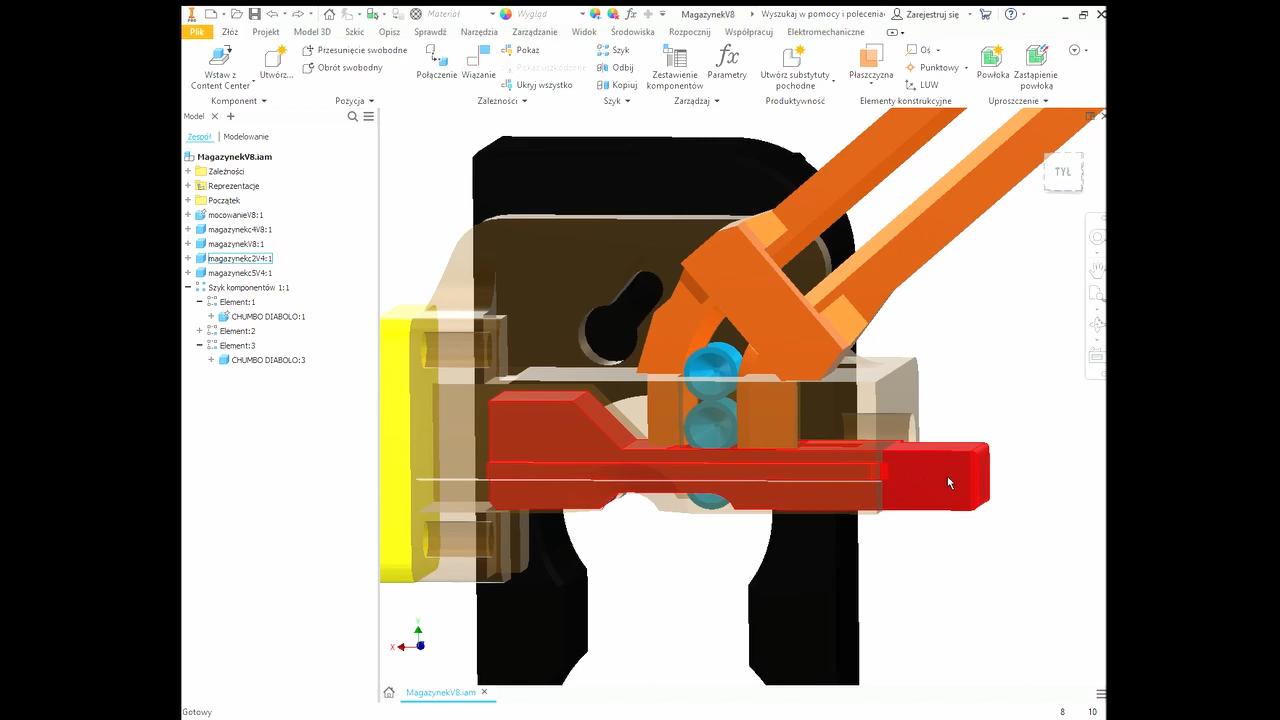 Materiał
Wygląd
MagazynekV8
Wyszukaj w pomocy i polecenia
Zarejestruj się
Plik
Złóż
Projekt
Model 3D
Szkic
Opisz
Sprawdź
Narzędzia
Zarządzanie
Widok
Środowiska
Rozpocznij
Współpracuj
Elektromechaniczne
Wstaw z
Content Center
Utwórz...
Przesunięcie swobodne
Obrót swobodny
Połączenie
Wiązanie
Pokaż
Pokaż uszkodzone
Ukryj wszystko
Szyk
Odbij
Kopiuj
Zestawienie
komponentów
Parametry
Utwórz substytuty
pochodne
Płaszczyzna
Oś
Punktowy
LUW
Powłoka
Zastąpienie
powłoką
Komponent
Pozycja
Zależności
Szyk
Zarządzaj
Produktywność
Elementy konstrukcyjne
Uproszczenie
Model
Zespół
Modelowanie
MagazynekV8.iam
Zależności
Reprezentacje
Początek
mocowanieV8:1
magazynekc4V8:1
magazynekV8:1
magazynekc2V4:1
magazynekc5V4:1
Szyk komponentów 1:1
Element:1
CHUMBO DIABOLO:1
Element:2
Element:3
CHUMBO DIABOLO:3
TYŁ
Y
X
MagazynekV8.iam
Gotowy
8
10